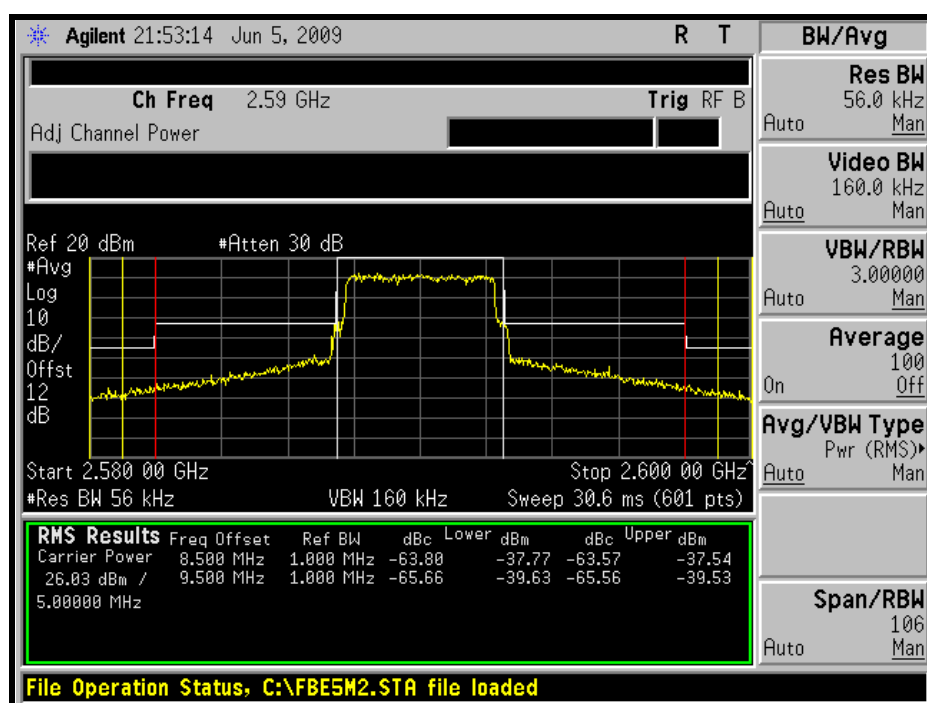 Agilent 21:53:14 Jun 5, 2009 R T
Ch Freq 2.59 GHz Trig RF B
Adj Channel Power
Ref 20 dBm #Atten 30 dB
#Avg
Log
10
dB/
Offst
12
dB
Start 2.580 00 GHz Stop 2.600 00 GHz^
#Res BW 56 kHz VBW 160 kHz Sweep 30.6 ms (601 pts)
RMS Results Freq Offset Ref BW dBc Lower dBm dBc Upper dBm
Carrier Power 8.500 MHz 1.000 MHz -63.80 -37.77 -63.57 -37.54
26.03 dBm / 9.500 MHz 1.000 MHz -65.66 -39.63 -65.56 -39.53
5.00000 MHz
File Operation Status, C:\FBE5M2.STA file loaded
BW/Avg
Res BW
56.0 kHz
Auto Man
Video BW
160.0 kHz
Auto Man
VBW/RBW
3.00000
Auto Man
Average
100
On Off
Avg/VBW Type
Pwr (RMS)▸
Auto Man
Span/RBW
106
Auto Man